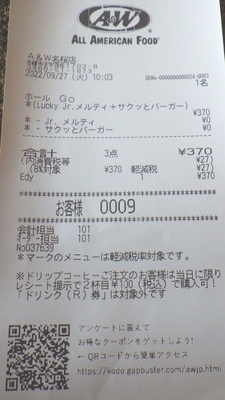 A&W
ALL AMERICAN FOOD
A&W名桜店
2022/09/27 (火) 10:03
1名
ホール Go
*(Lucky Jr.メルティ+サクッとバーガー)
¥370
* - Jr. メルティ ¥0
* - サクッとバーガー ¥0
合計 3点 ¥370
(内消費税等 ¥27)
(8%対象 ¥370 軽減税 ¥27)
Edy 1 ¥370
お客様 0009
会計担当 101
オーダー担当 101
No037639
*マークのメニューは軽減税率対象です。
※ドリップコーヒーご注文のお客様は当日に限り
レシート提示で2杯目¥100(税込)で購入可!
「ドリンク(R)券」は対象外です
アンケートに答えて
お得なクーポンをゲットしよう!
←QRコードから簡単アクセス
https://kodo.gapbuster.com/awjp.html